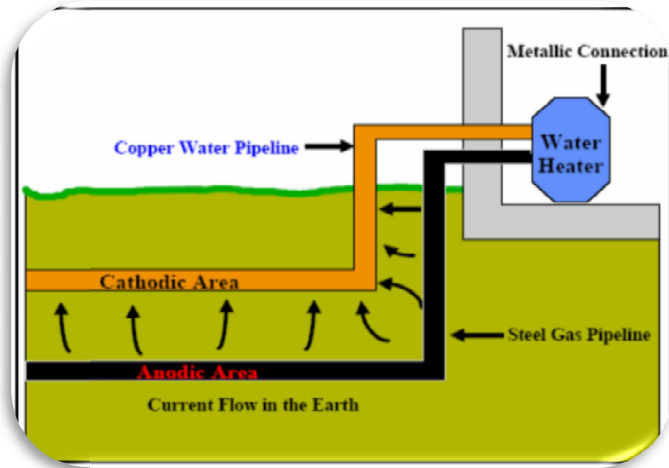 Metallic Connection
Copper Water Pipeline
Water
Heater
Cathodic Area
Steel Gas Pipeline
Anodic Area
Current Flow in the Earth